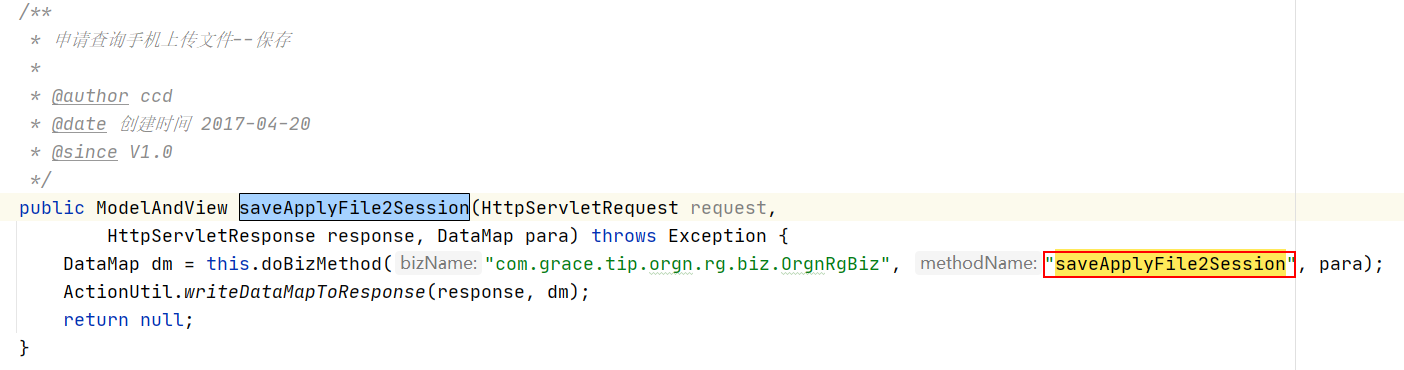 /**
 * 申请查询手机上传文件--保存
 *
 * @author ccd
 * @date 创建时间 2017-04-20
 * @since V1.0
 */
public ModelAndView saveApplyFile2Session(HttpServletRequest request,
        HttpServletResponse response, DataMap para) throws Exception {
    DataMap dm = this.doBizMethod( bizName: "com.grace.tip.orgn.rg.biz.OrgnRgBiz", methodName: "saveApplyFile2Session", para);
    ActionUtil.writeDataMapToResponse(response, dm);
    return null;
}